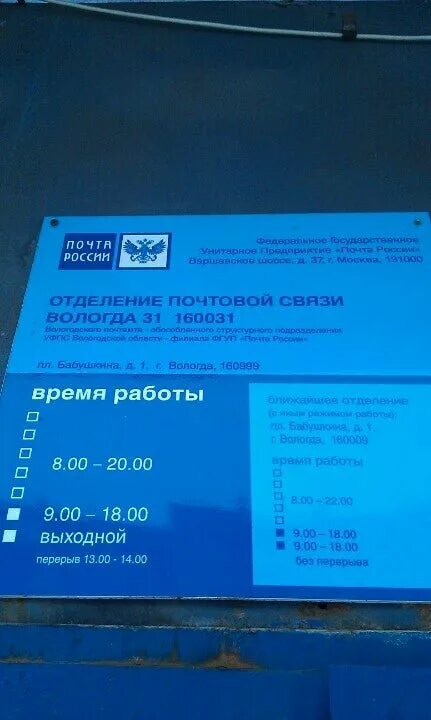 ПОЧТА
РОССИИ
Федеральное Государственное
Унитарное Предприятие «Почта России»
Варшавское шоссе, д. 37, г. Москва, 131000
ОТДЕЛЕНИЕ ПОЧТОВОЙ СВЯЗИ
ВОЛОГДА 31 160031
Вологодского почтамта - обособленного структурного подразделения
УФПС Вологодской области - филиала ФГУП «Почта России»
пл. Бабушкина, д. 1, г. Вологда, 160999
время работы
8.00 – 20.00
9.00 – 18.00
ВЫХОДНОЙ
перерыв 13.00 - 14.00
ближайшее отделение
(с иным режимом работы):
пл. Бабушкина, д. 1,
г. Вологда, 160009
время работы
8.00 – 22.00
9.00 – 18.00
9.00 – 18.00
без перерыва